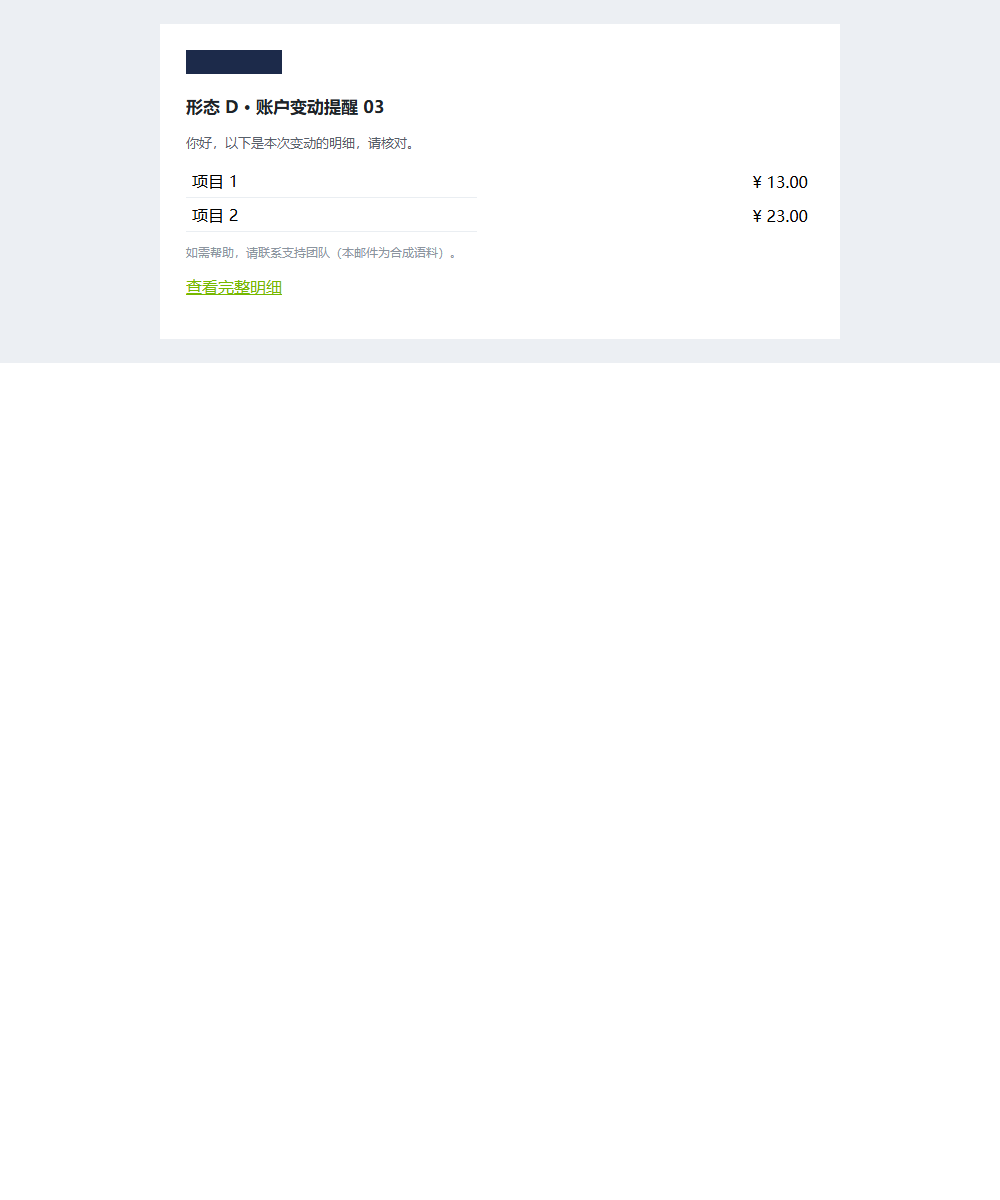 形态 D · 账户变动提醒 03
你好，以下是本次变动的明细，请核对。
项目 1 ¥ 13.00
项目 2 ¥ 23.00
如需帮助，请联系支持团队（本邮件为合成语料）。
查看完整明细